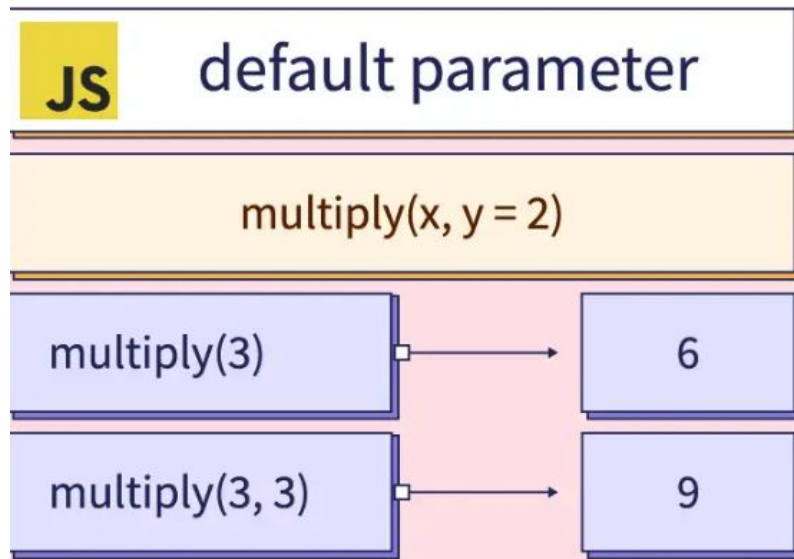 JS default parameter
multiply(x, y = 2)
multiply(3) 6
multiply(3, 3) 9